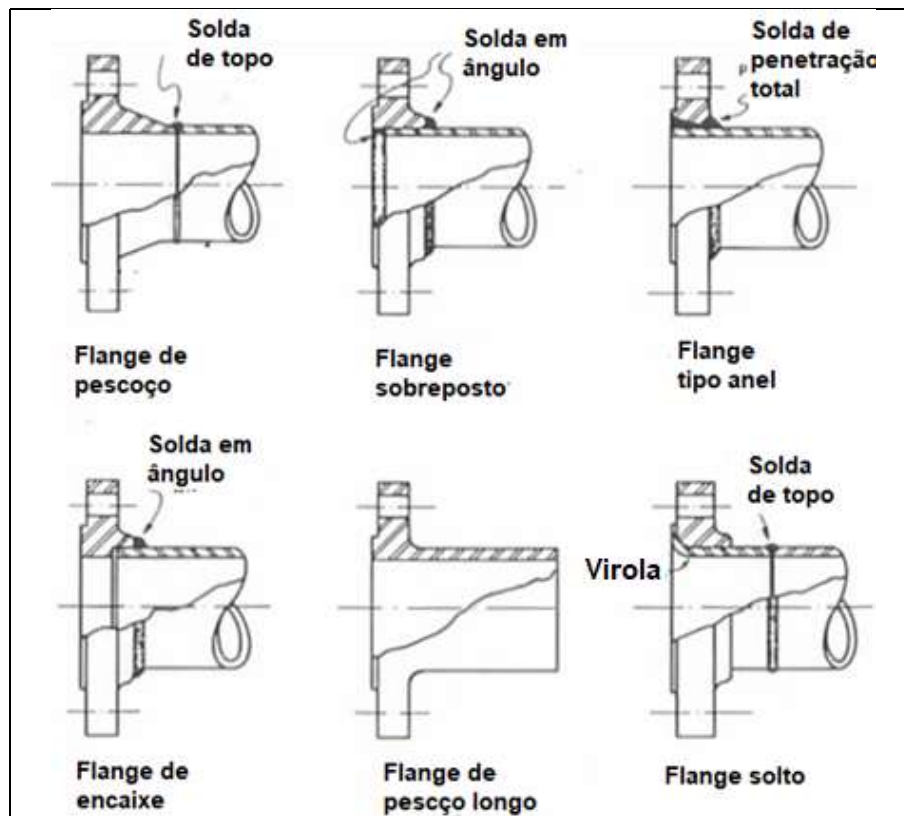 Solda
de topo
Solda em
ângulo
Solda de
penetração
total
Flange de
pescoço
Flange
sobreposto
Flange
tipo anel
Solda em
ângulo
Solda
de topo
Virola
Flange de
encaixe
Flange de
pescço longo
Flange solto